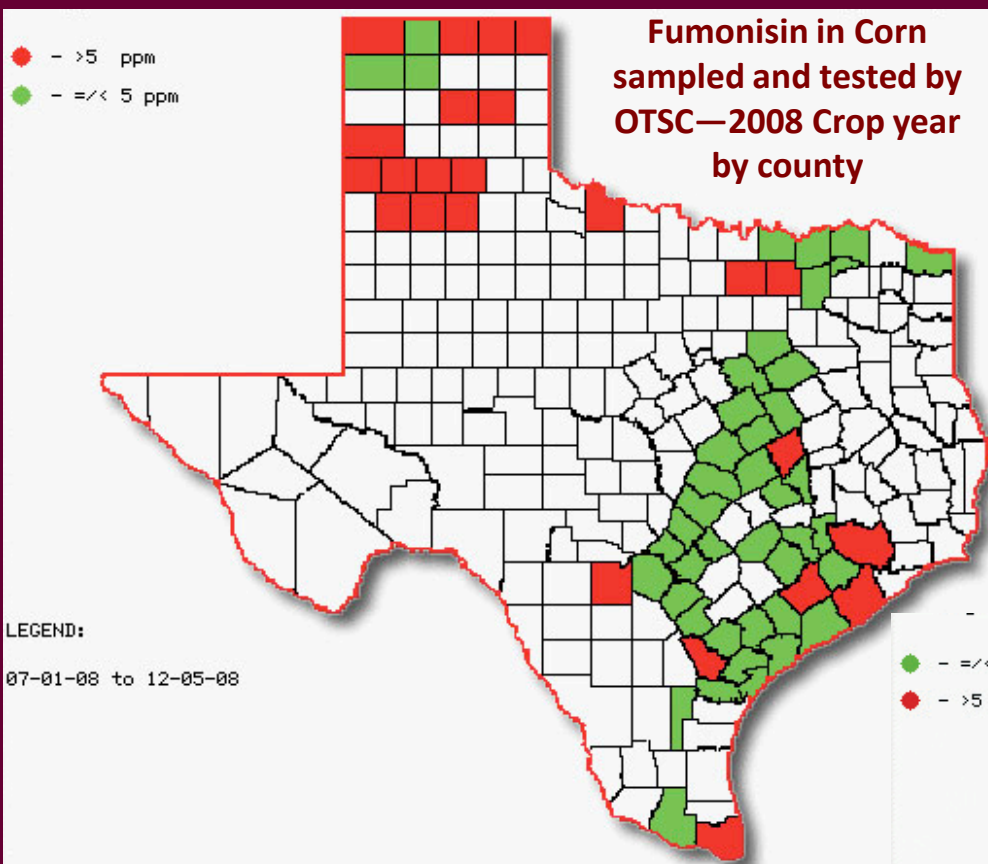 Fumonisin in Corn
sampled and tested by
OTSC—2008 Crop year
by county
- >5 ppm
- =/< 5 ppm
LEGEND:
07-01-08 to 12-05-08
-
- =/<
- >5